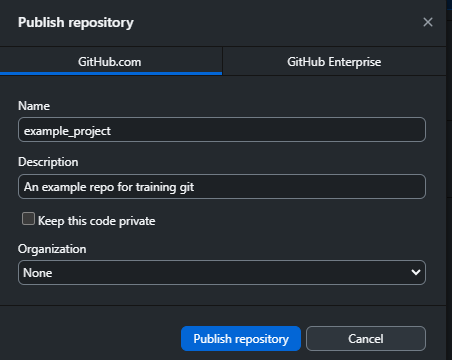 Publish repository
GitHub.com
GitHub Enterprise
Name
example_project
Description
An example repo for training git
Keep this code private
Organization
None
Publish repository
Cancel